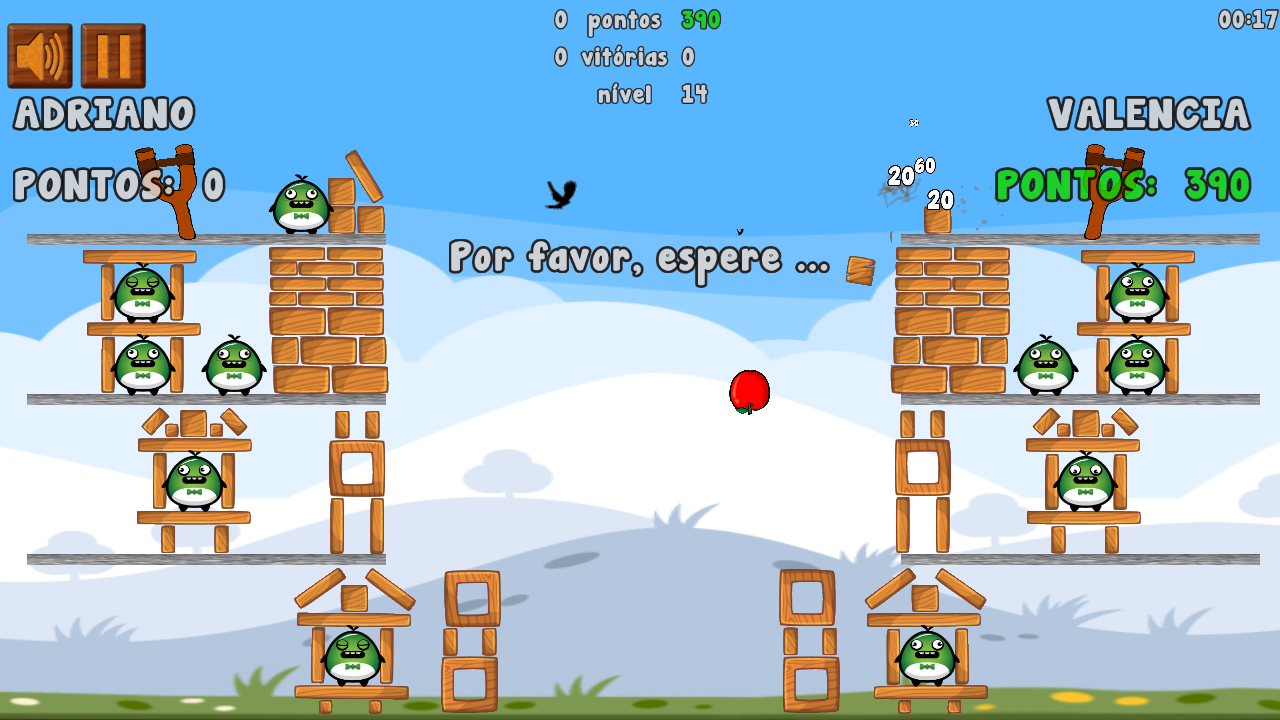 0 pontos 390
0 vitórias 0
nível 14
00:17
ADRIANO
PONTOS: 0
VALENCIA
PONTOS: 390
20
60
20
Por favor, espere ...